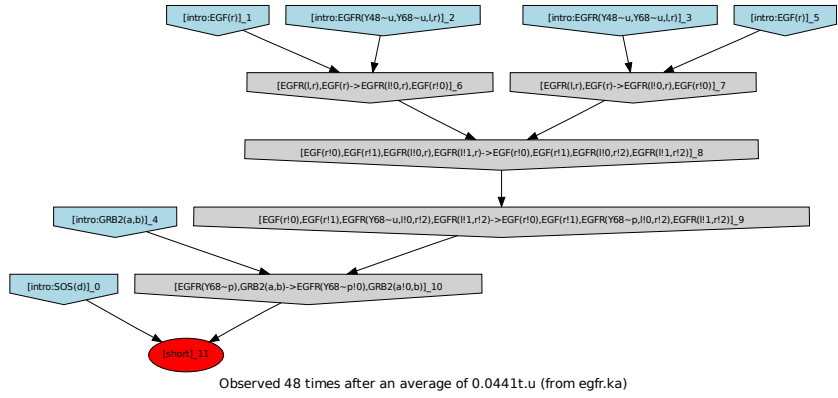 [intro:EGF(r)]_1
[intro:EGFR(Y48~u,Y68~u,l,r)]_2
[intro:EGFR(Y48~u,Y68~u,l,r)]_3
[intro:EGF(r)]_5
[EGFR(l,r),EGF(r)->EGFR(l!0,r),EGF(r!0)]_6
[EGFR(l,r),EGF(r)->EGFR(l!0,r),EGF(r!0)]_7
[EGF(r!0),EGF(r!1),EGFR(l!0,r),EGFR(l!1,r)->EGF(r!0),EGF(r!1),EGFR(l!0,r!2),EGFR(l!1,r!2)]_8
[intro:GRB2(a,b)]_4
[EGF(r!0),EGF(r!1),EGFR(Y68~u,l!0,r!2),EGFR(l!1,r!2)->EGF(r!0),EGF(r!1),EGFR(Y68~p,l!0,r!2),EGFR(l!1,r!2)]_9
[intro:SOS(d)]_0
[EGFR(Y68~p),GRB2(a,b)->EGFR(Y68~p!0),GRB2(a!0,b)]_10
[short]_11
Observed 48 times after an average of 0.0441t.u (from egfr.ka)